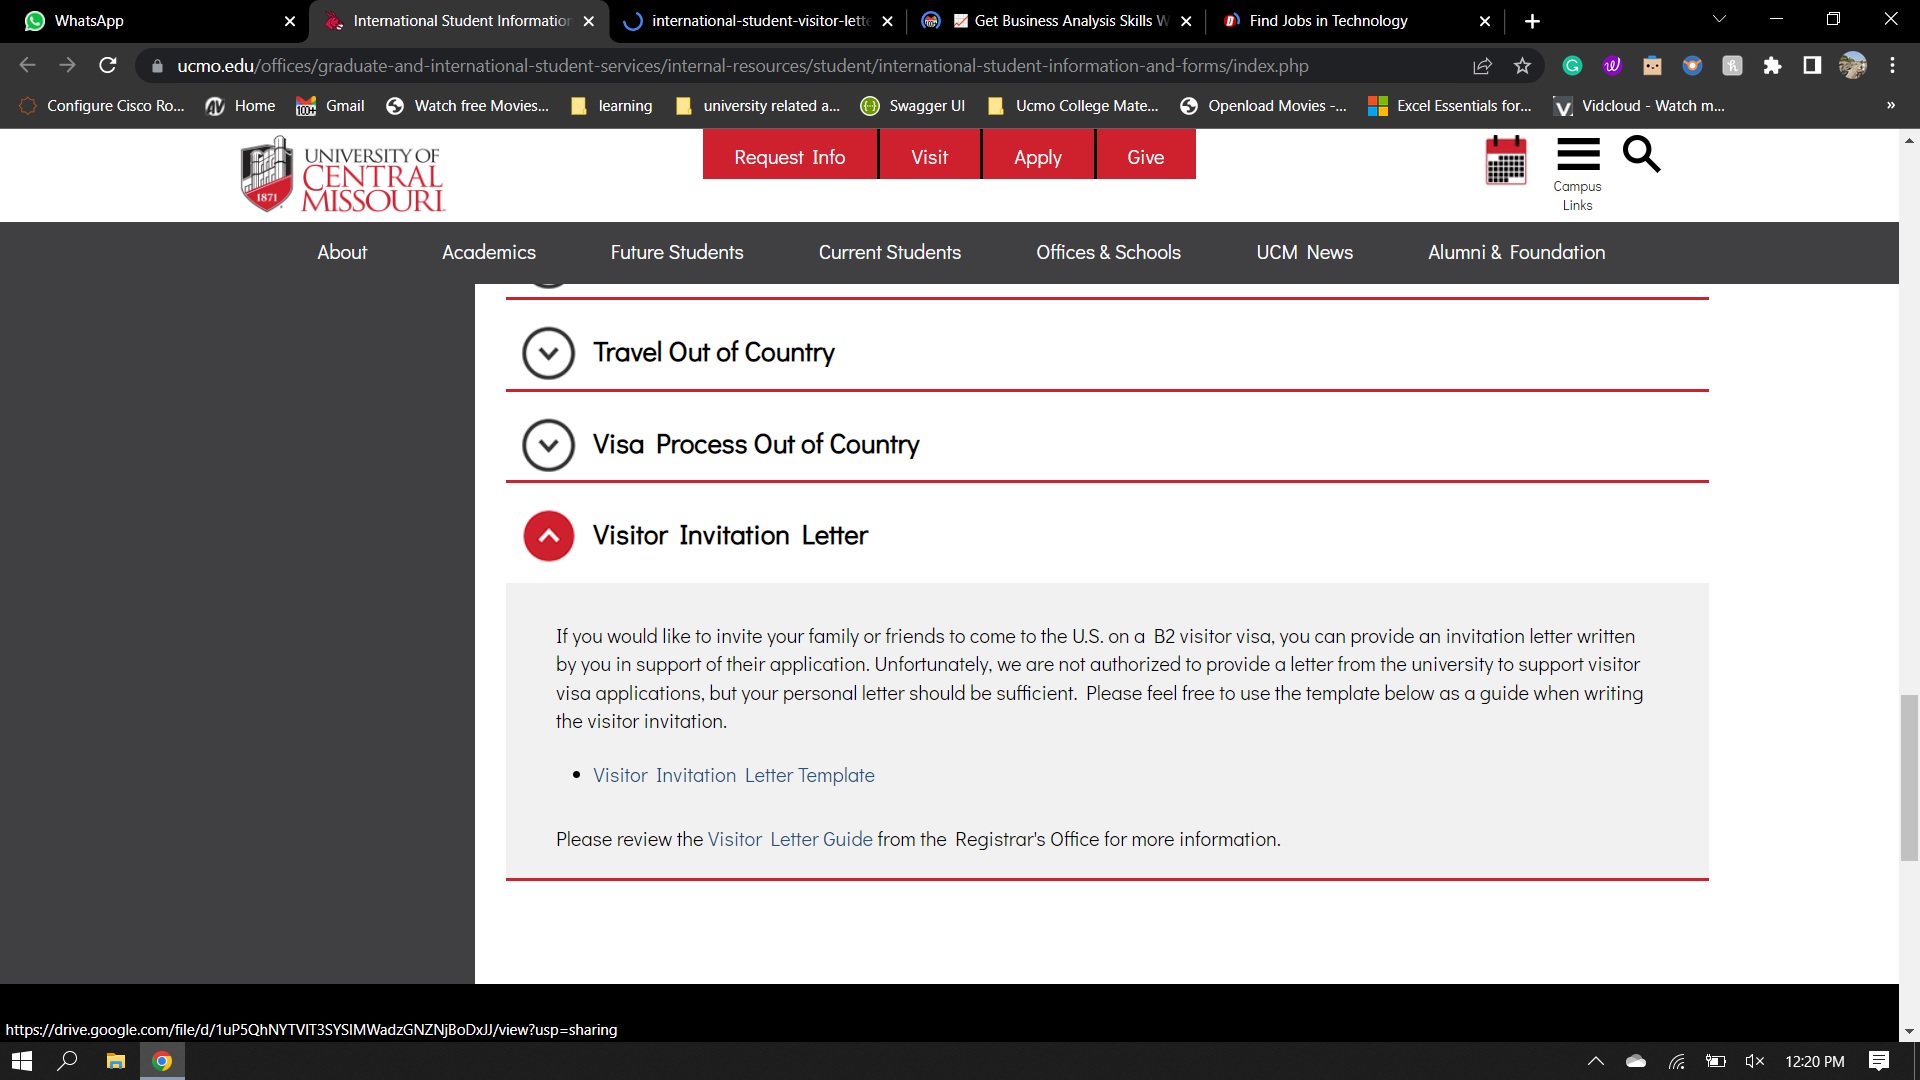 WhatsApp
International Student Information
international-student-visitor-lette
Get Business Analysis Skills W
Find Jobs in Technology
ucmo.edu/offices/graduate-and-international-student-services/internal-resources/student/international-student-information-and-forms/index.php
Configure Cisco Ro...
Home
Gmail
Watch free Movies...
learning
university related a...
Swagger UI
Ucmo College Mate...
Openload Movies -...
Excel Essentials for...
Vidcloud - Watch m...
»
UNIVERSITY OF
CENTRAL
MISSOURI.
1871
Request Info
Visit
Apply
Give
Campus
Links
About
Academics
Future Students
Current Students
Offices & Schools
UCM News
Alumni & Foundation
Travel Out of Country
Visa Process Out of Country
Visitor Invitation Letter
If you would like to invite your family or friends to come to the U.S. on a B2 visitor visa, you can provide an invitation letter written
by you in support of their application. Unfortunately, we are not authorized to provide a letter from the university to support visitor
visa applications, but your personal letter should be sufficient. Please feel free to use the template below as a guide when writing
the visitor invitation.
• Visitor Invitation Letter Template
Please review the Visitor Letter Guide from the Registrar's Office for more information.
https://drive.google.com/file/d/1uP5QhNYTVIT3SYSIMWadzGNZNjBoDxJJ/view?usp=sharing
12:20 PM